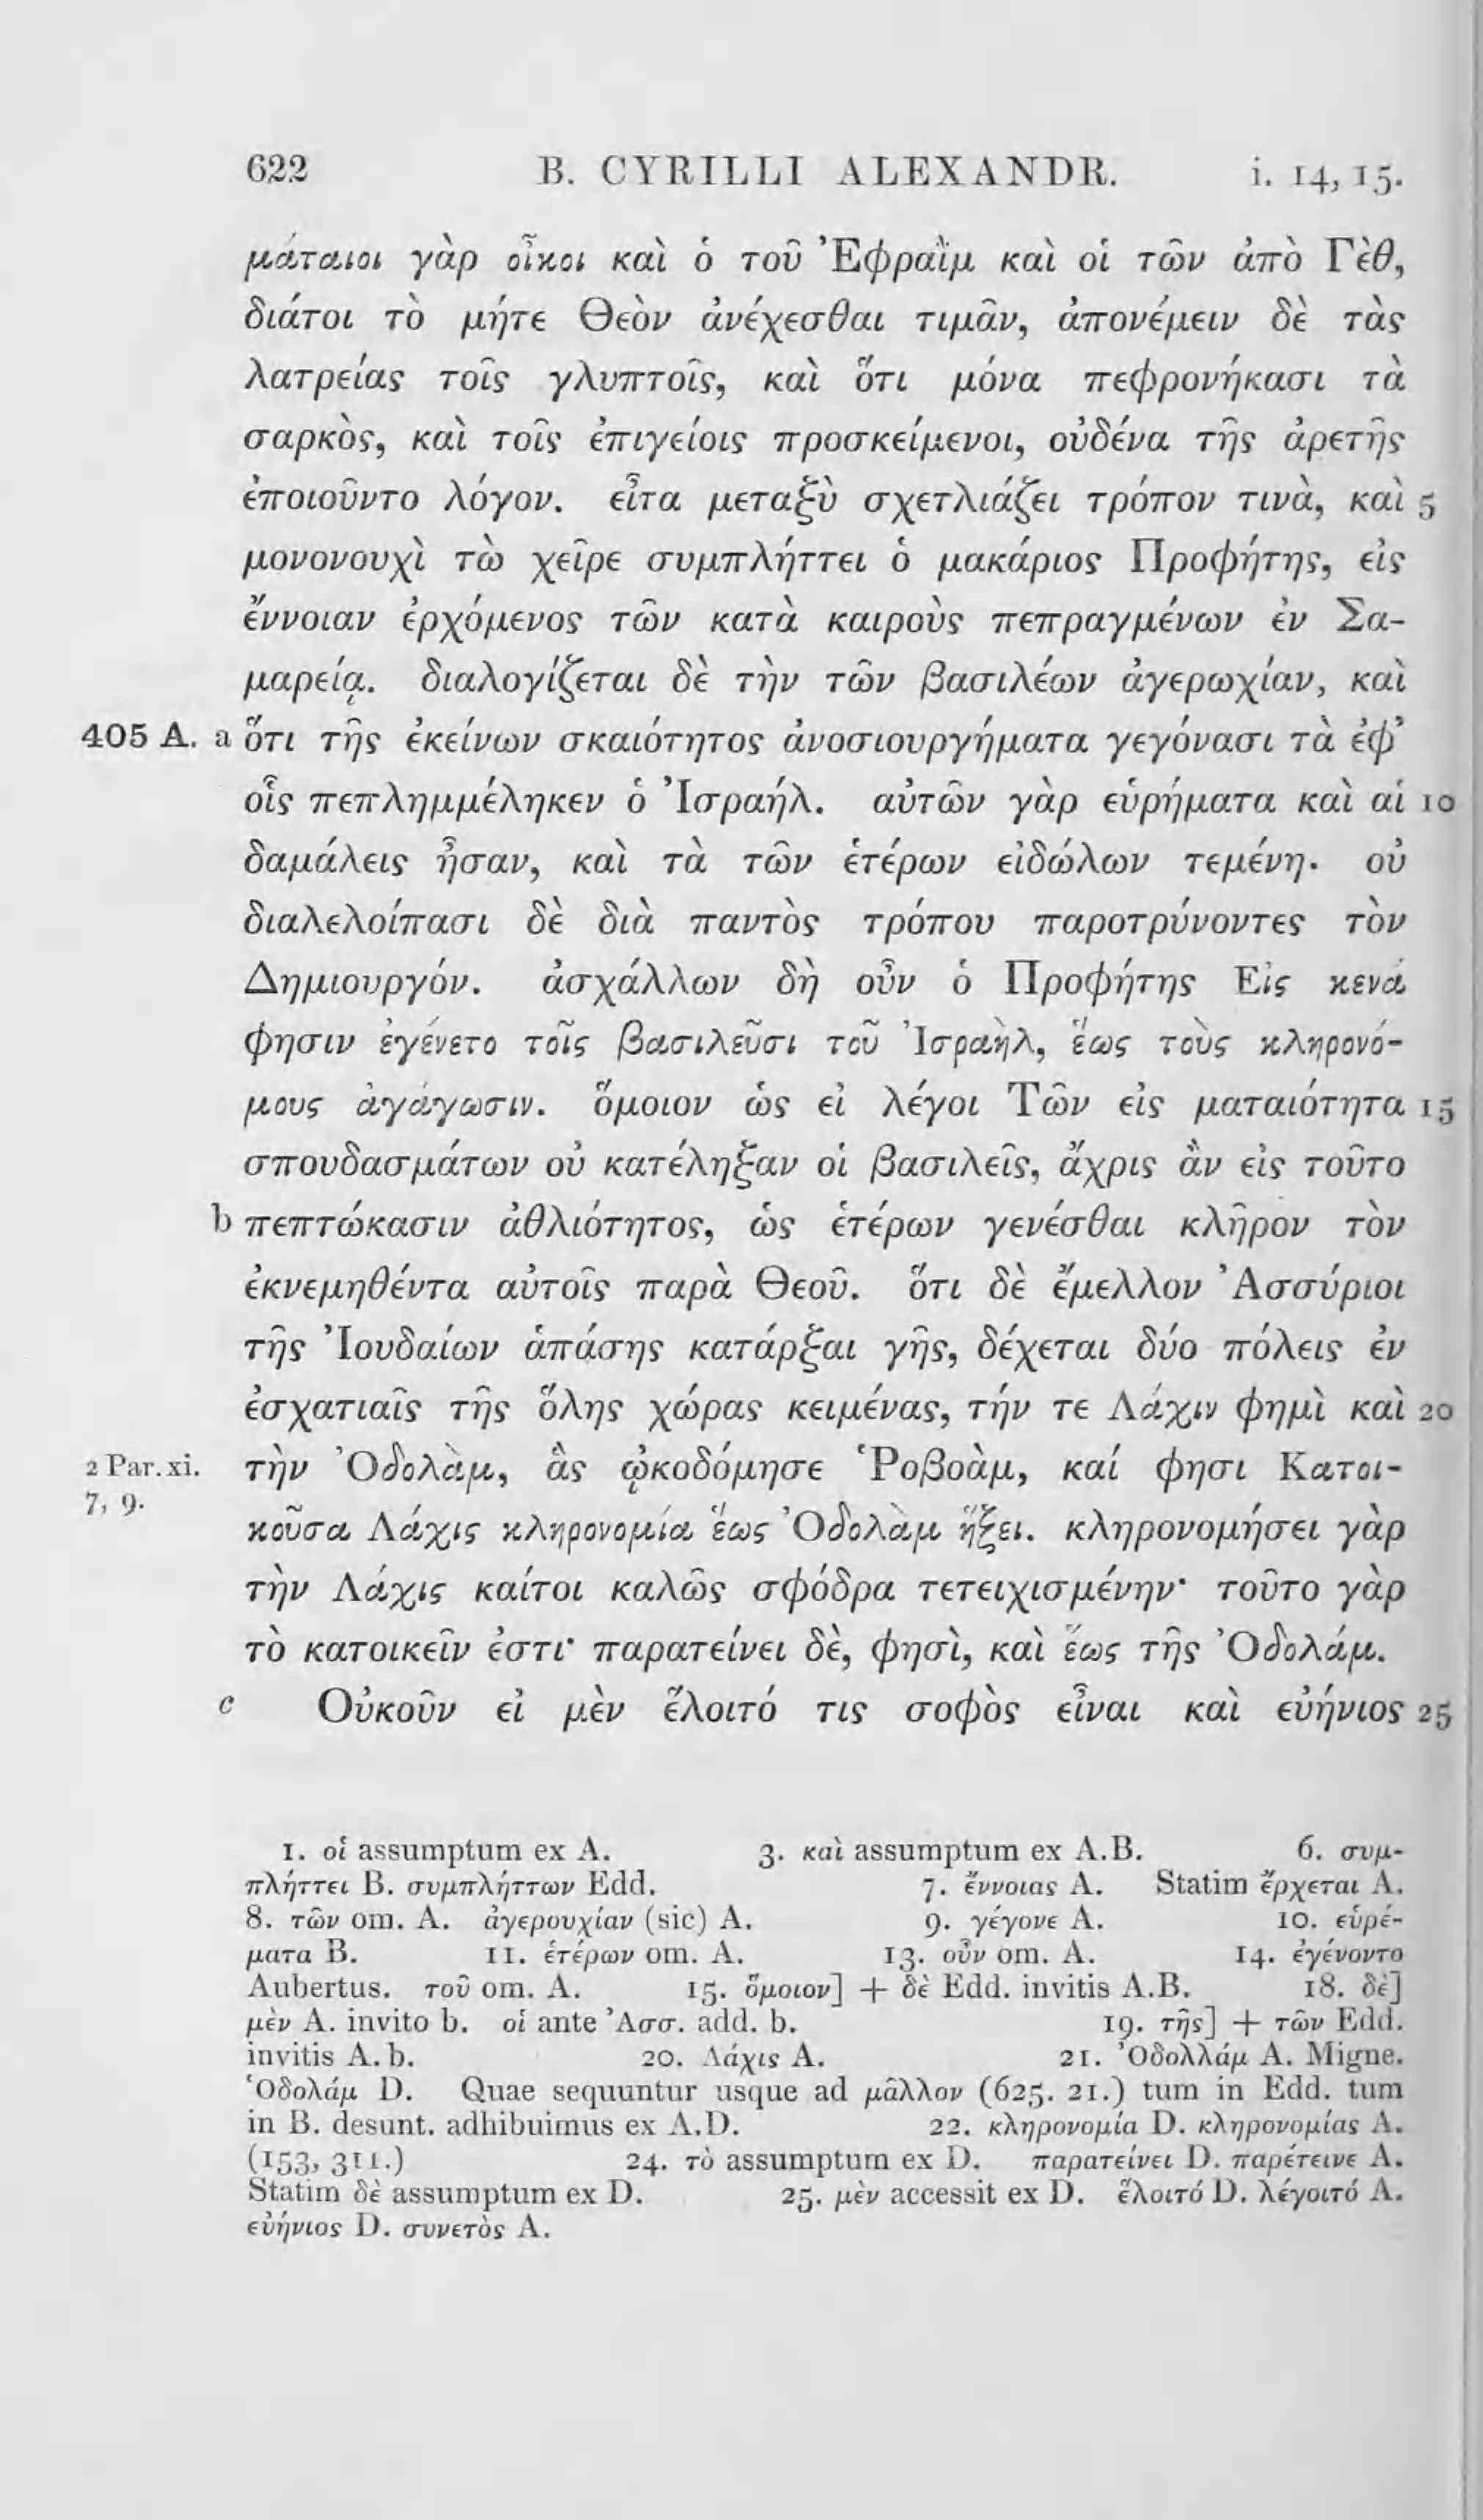 622 B. CYRILLI ALEXANDR. i. 14, 15.
μάταιοι γὰρ οἶκοι καὶ ὁ τοῦ Ἐφραῒμ καὶ οἱ τῶν ἀπὸ Γὲθ,
διάτοι τὸ μήτε Θεὸν ἀνέχεσθαι τιμᾶν, ἀπονέμειν δὲ τὰς
λατρείας τοῖς γλυπτοῖς, καὶ ὅτι μόνα πεφρονήκασι τὰ
σαρκὸς, καὶ τοῖς ἐπιγείοις προσκείμενοι, οὐδένα τῆς ἀρετῆς
ἐποιοῦντο λόγον. εἶτα μεταξὺ σχετλιάζει τρόπον τινὰ, καὶ 5
μονονουχὶ τὼ χεῖρε συμπλήττει ὁ μακάριος Προφήτης, εἰς
ἔννοιαν ἐρχόμενος τῶν κατὰ καιροὺς πεπραγμένων ἐν Σα-
μαρείᾳ. διαλογίζεται δὲ τὴν τῶν βασιλέων ἀγερωχίαν, καὶ
405 A. a ὅτι τῆς ἐκείνων σκαιότητος ἀνοσιουργήματα γεγόνασι τὰ ἐφ’
οἷς πεπλημμέληκεν ὁ Ἰσραήλ. αὐτῶν γὰρ εὑρήματα καὶ αἱ 10
δαμάλεις ἦσαν, καὶ τὰ τῶν ἑτέρων εἰδώλων τεμένη· οὐ
διαλελοίπασι δὲ διὰ παντὸς τρόπου παροτρύνοντες τὸν
Δημιουργόν. ἀσχάλλων δὴ οὖν ὁ Προφήτης Εἰς κενά
φησιν ἐγένετο τοῖς βασιλεῦσι τοῦ Ἰσραὴλ, ἕως τοὺς κληρονό-
μους ἀγάγωσιν. ὅμοιον ὡς εἰ λέγοι Τῶν εἰς ματαιότητα 15
σπουδασμάτων οὐ κατέληξαν οἱ βασιλεῖς, ἄχρις ἂν εἰς τοῦτο
b πεπτώκασιν ἀθλιότητος, ὡς ἑτέρων γενέσθαι κλῆρον τὸν
ἐκνεμηθέντα αὐτοῖς παρὰ Θεοῦ. ὅτι δὲ ἔμελλον Ἀσσύριοι
τῆς Ἰουδαίων ἁπάσης κατάρξαι γῆς, δέχεται δύο πόλεις ἐν
ἐσχατιαῖς τῆς ὅλης χώρας κειμένας, τήν τε Λάχιν φημὶ καὶ 20
2 Par. xi. τὴν Ὀδολὰμ, ἃς ᾠκοδόμησε Ῥοβοὰμ, καί φησι Κατοι-
7, 9. κοῦσα Λάχις κληρονομία ἕως Ὀδολὰμ ἥξει. κληρονομήσει γὰρ
τὴν Λάχις καίτοι καλῶς σφόδρα τετειχισμένην· τοῦτο γὰρ
τὸ κατοικεῖν ἐστι· παρατείνει δὲ, φησὶ, καὶ ἕως τῆς Ὀδολάμ.
c Οὐκοῦν εἰ μὲν ἕλοιτό τις σοφὸς εἶναι καὶ εὐήνιος 25
1. οἱ assumptum ex A. 3. καὶ assumptum ex A.B. 6. συμ-
πλήττει B. συμπλήττων Edd. 7. ἔννοιας A. Statim ἔρχεται A.
8. τῶν om. A. ἀγερουχίαν (sic) A. 9. γέγονε A. 10. εὑρέ-
ματα B. 11. ἑτέρων om. A. 13. οὖν om. A. 14. ἐγένοντο
Aubertus. τοῦ om. A. 15. ὅμοιον] + δὲ Edd. invitis A.B. 18. δὲ]
μὲν A. invito b. οἱ ante Ἀσσ. add. b. 19. τῆς] + τῶν Edd.
invitis A. b. 20. Λάχις A. 21. Ὀδολλάμ A. Migne.
Ὁδολάμ D. Quae sequuntur usque ad μᾶλλον (625. 21.) tum in Edd. tum
in B. desunt. adhibuimus ex A.D. 22. κληρονομία D. κληρονομίας A.
(153, 311.) 24. τὸ assumptum ex D. παρατείνει D. παρέτεινε A.
Statim δὲ assumptum ex D. 25. μὲν accessit ex D. ἕλοιτό D. λέγοιτό A.
εὐήνιος D. συνετὸς A.